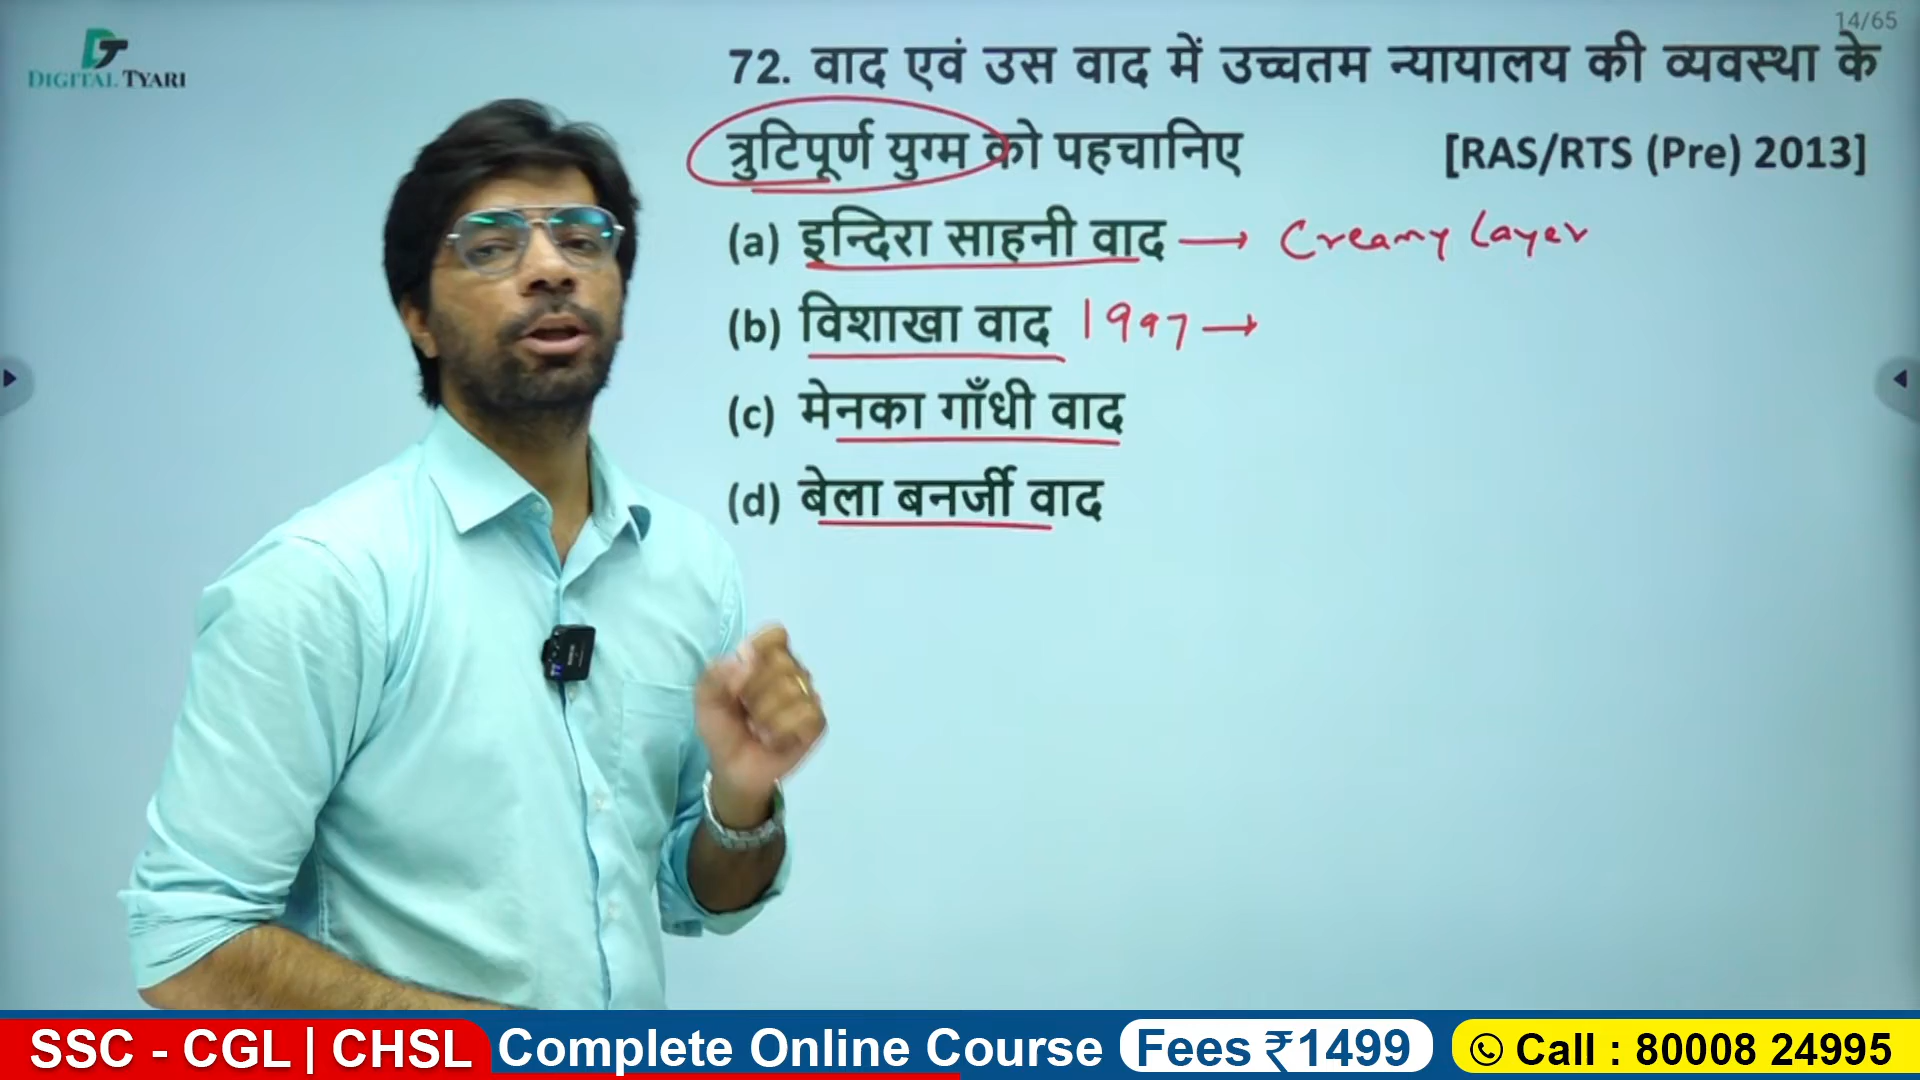 14/65
DT
DIGITAL TYARI
72. वाद एवं उस वाद में उच्चतम न्यायालय की व्यवस्था के
त्रुटिपूर्ण युग्म को पहचानिए [RAS/RTS (Pre) 2013]
(a) इन्दिरा साहनी वाद → Creamy Layer
(b) विशाखा वाद 1997 →
(c) मेनका गाँधी वाद
(d) बेला बनर्जी वाद
SSC - CGL | CHSL Complete Online Course Fees ₹1499 Call : 80008 24995